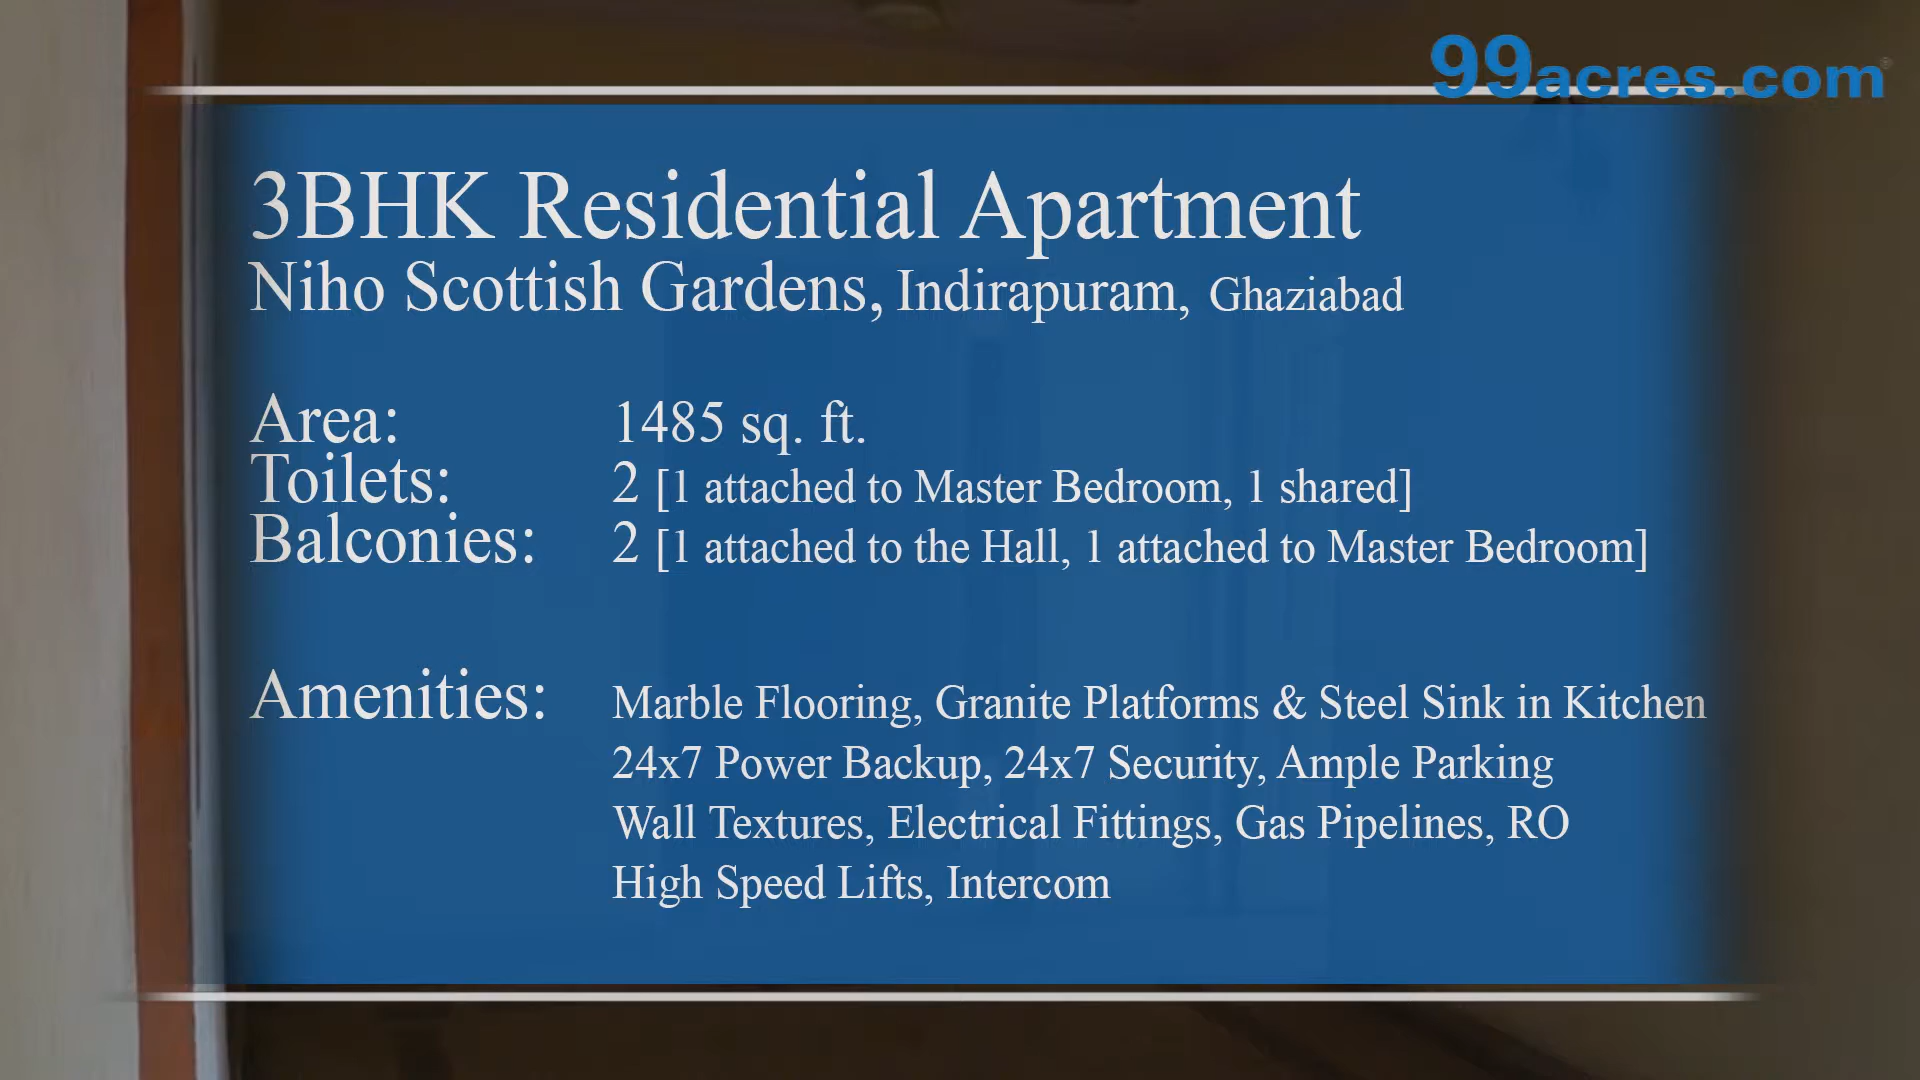 99acres.com
3BHK Residential Apartment
Niho Scottish Gardens, Indirapuram, Ghaziabad
Area: 1485 sq. ft.
Toilets: 2 [1 attached to Master Bedroom, 1 shared]
Balconies: 2 [1 attached to the Hall, 1 attached to Master Bedroom]
Amenities: Marble Flooring, Granite Platforms & Steel Sink in Kitchen
24x7 Power Backup, 24x7 Security, Ample Parking
Wall Textures, Electrical Fittings, Gas Pipelines, RO
High Speed Lifts, Intercom